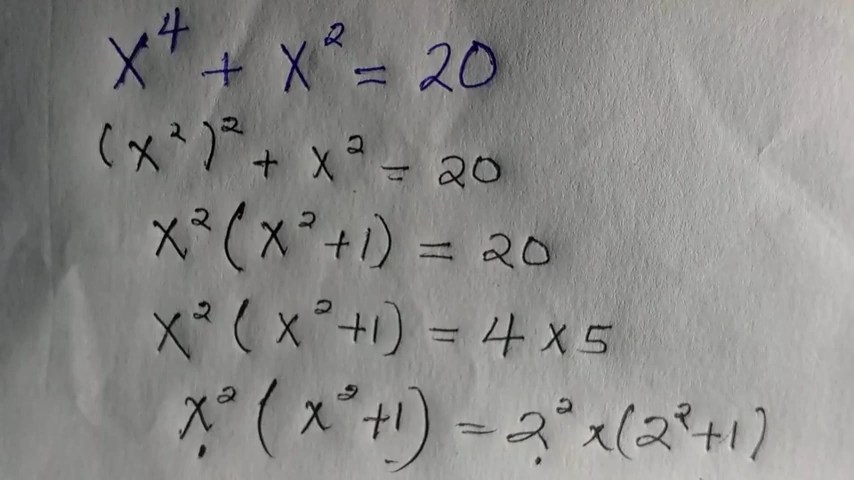 x⁴ + x² = 20
(x²)² + x² = 20
x²(x²+1) = 20
x²(x²+1) = 4 × 5
x²(x²+1) = 2² × (2²+1)